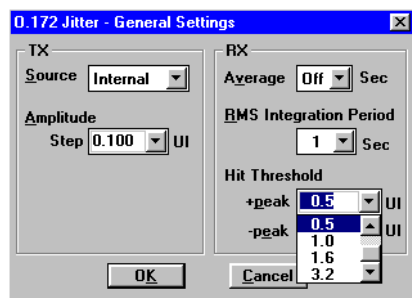 O.172 Jitter - General Settings
TX
Source Internal
Amplitude
Step 0.100 UI
RX
Average Off Sec
RMS Integration Period
1 Sec
Hit Threshold
+peak 0.5 UI
-peak UI
0.5
1.0
1.6
3.2
OK
Cancel